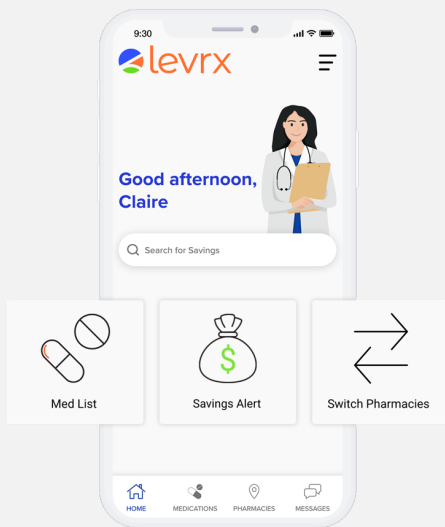 9:30
levrx
Good afternoon,
Claire
Search for Savings
$
Med List
Savings Alert
Switch Pharmacies
HOME
MEDICATIONS
PHARMACIES
MESSAGES